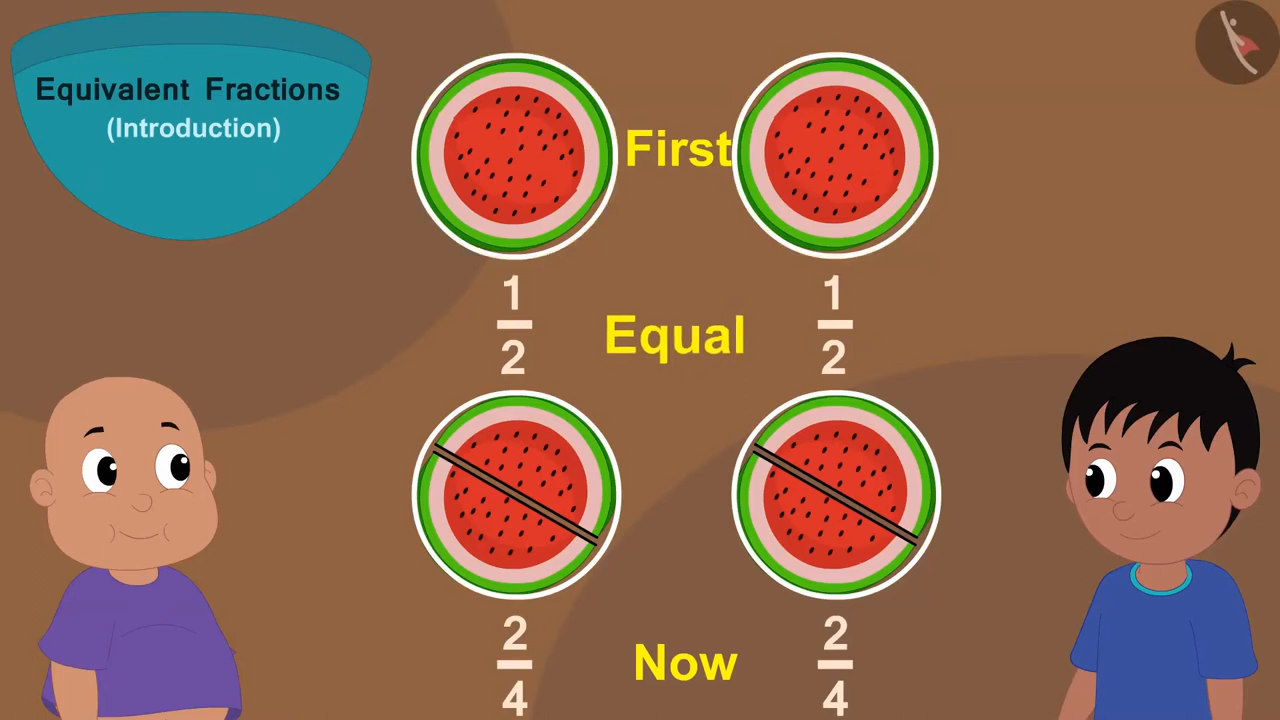 Equivalent Fractions
(Introduction)
First
1/2 1/2
Equal
2/4 2/4
Now